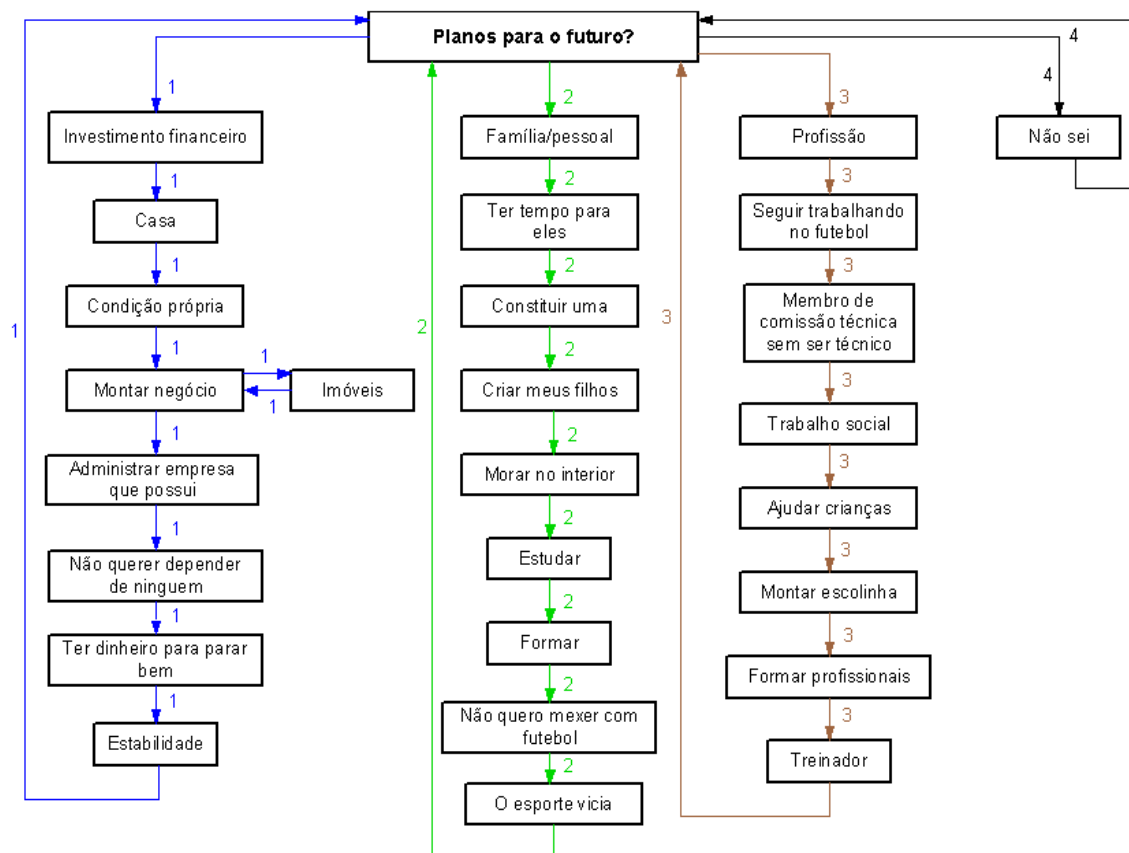 Planos para o futuro?
1
2
3
4
4
Investimento financeiro
1
Casa
1
Condição própria
1
Montar negócio
1
1
Imóveis
1
Administrar empresa
que possui
1
Não querer depender
de ninguem
1
Ter dinheiro para parar
bem
1
Estabilidade
1
Família/pessoal
2
Ter tempo para
eles
2
Constituir uma
2
Criar meus filhos
2
Morar no interior
2
Estudar
2
Formar
2
Não quero mexer com
futebol
2
O esporte vicia
2
Profissão
3
Seguir trabalhando
no futebol
3
Membro de
comissão técnica
sem ser técnico
3
Trabalho social
3
Ajudar crianças
3
Montar escolinha
3
Formar profissionais
3
Treinador
3
Não sei